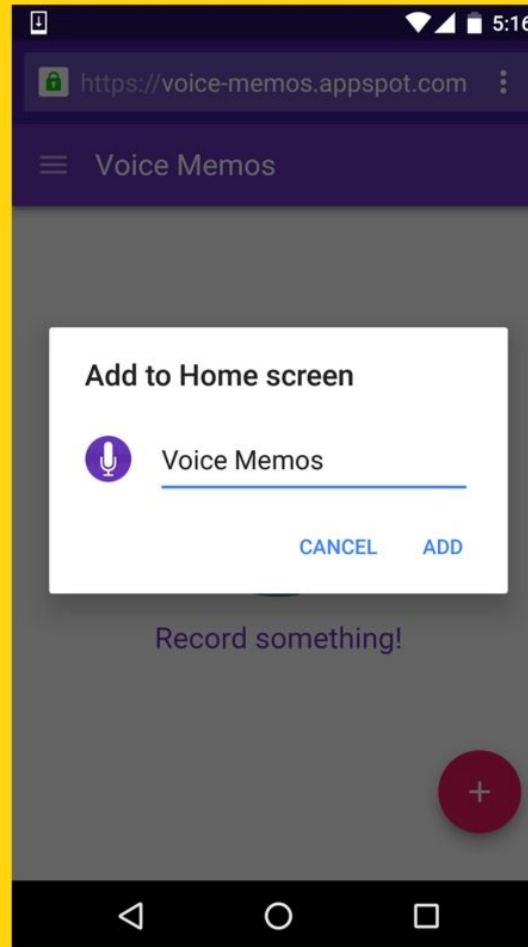 5:16
https://voice-memos.appspot.com
Voice Memos
Add to Home screen
Voice Memos
CANCEL ADD
Record something!
+